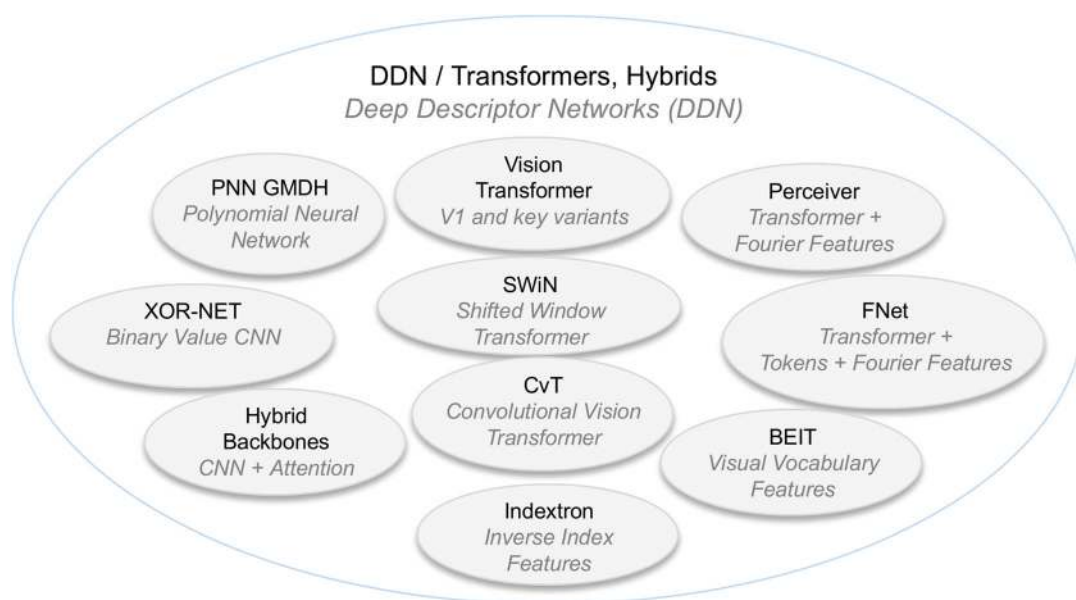 DDN / Transformers, Hybrids
Deep Descriptor Networks (DDN)
PNN GMDH
Polynomial Neural
Network
Vision
Transformer
V1 and key variants
Perceiver
Transformer +
Fourier Features
XOR-NET
Binary Value CNN
SWiN
Shifted Window
Transformer
FNet
Transformer +
Tokens + Fourier Features
Hybrid
Backbones
CNN + Attention
CvT
Convolutional Vision
Transformer
BEIT
Visual Vocabulary
Features
Indextron
Inverse Index
Features